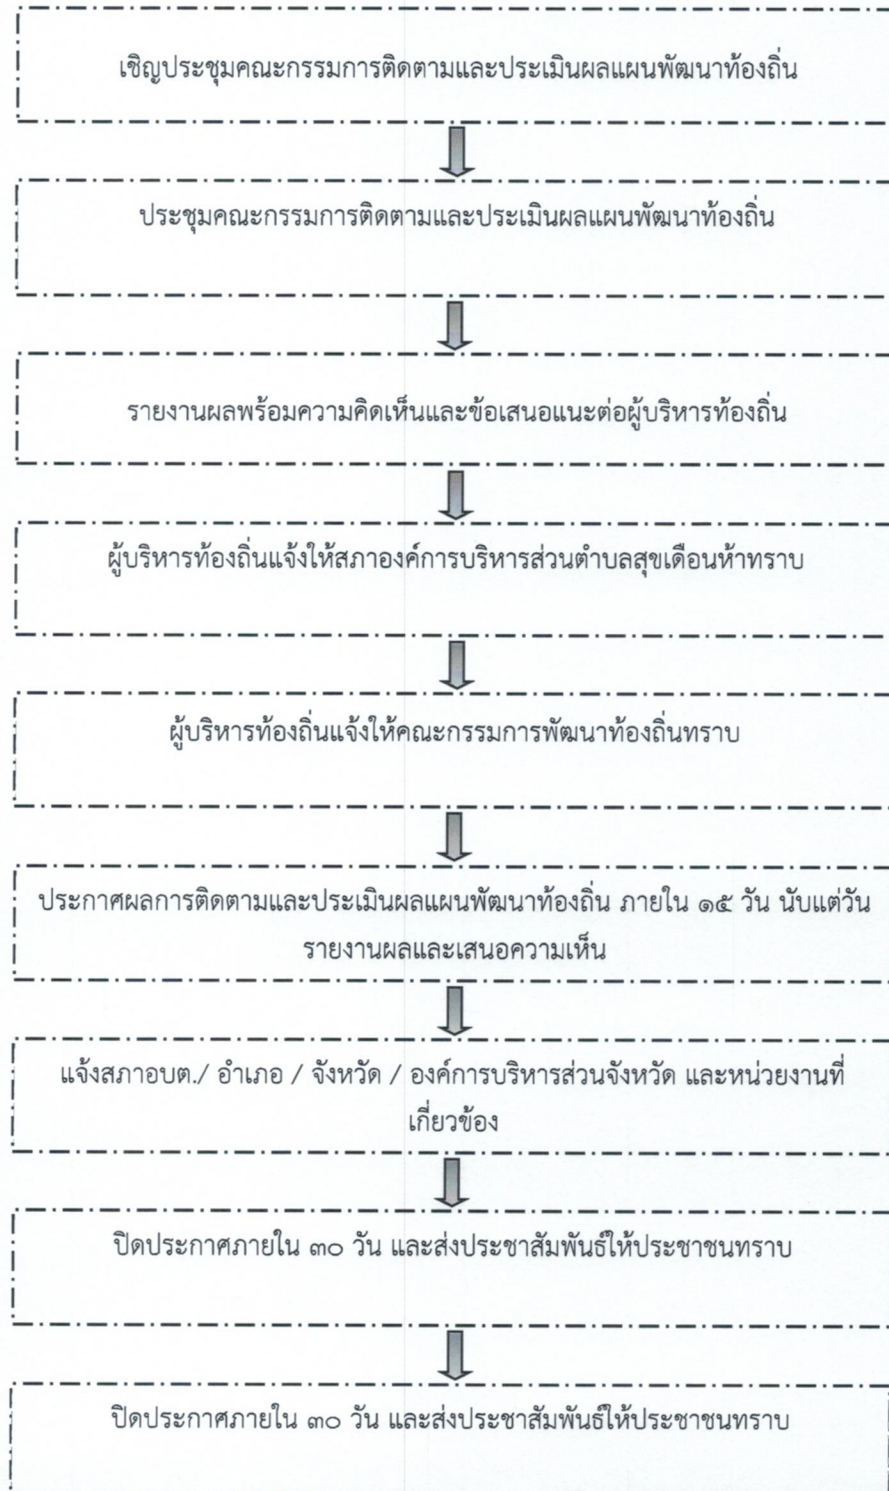 เชิญประชุมคณะกรรมการติดตามและประเมินผลแผนพัฒนาท้องถิ่น
ประชุมคณะกรรมการติดตามและประเมินผลแผนพัฒนาท้องถิ่น
รายงานผลพร้อมความคิดเห็นและข้อเสนอแนะต่อผู้บริหารท้องถิ่น
ผู้บริหารท้องถิ่นแจ้งให้สภาองค์การบริหารส่วนตำบลสุขเดือนห้าทราบ
ผู้บริหารท้องถิ่นแจ้งให้คณะกรรมการพัฒนาท้องถิ่นทราบ
ประกาศผลการติดตามและประเมินผลแผนพัฒนาท้องถิ่น ภายใน ๑๕ วัน นับแต่วัน
รายงานผลและเสนอความเห็น
แจ้งสภาอบต./ อำเภอ / จังหวัด / องค์การบริหารส่วนจังหวัด และหน่วยงานที่
เกี่ยวข้อง
ปิดประกาศภายใน ๓๐ วัน และส่งประชาสัมพันธ์ให้ประชาชนทราบ
ปิดประกาศภายใน ๓๐ วัน และส่งประชาสัมพันธ์ให้ประชาชนทราบ